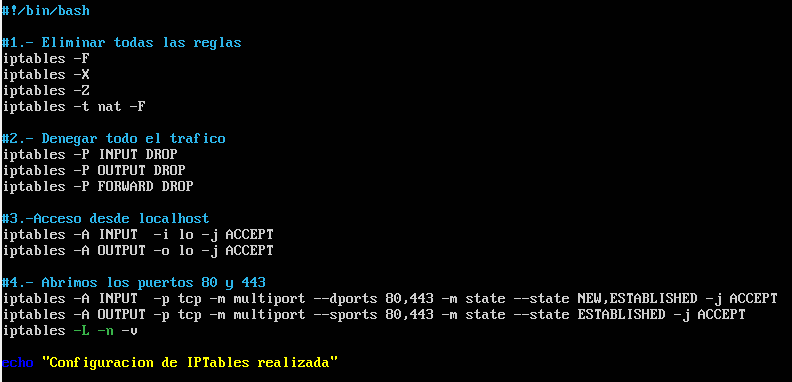 #!/bin/bash
#1.- Eliminar todas las reglas
iptables -F
iptables -X
iptables -Z
iptables -t nat -F
#2.- Denegar todo el trafico
iptables -P INPUT DROP
iptables -P OUTPUT DROP
iptables -P FORWARD DROP
#3.-Acceso desde localhost
iptables -A INPUT  -i lo -j ACCEPT
iptables -A OUTPUT -o lo -j ACCEPT
#4.- Abrimos los puertos 80 y 443
iptables -A INPUT  -p tcp -m multiport --dports 80,443 -m state --state NEW,ESTABLISHED -j ACCEPT
iptables -A OUTPUT -p tcp -m multiport --sports 80,443 -m state --state ESTABLISHED -j ACCEPT
iptables -L -n -v
echo "Configuracion de IPTables realizada"